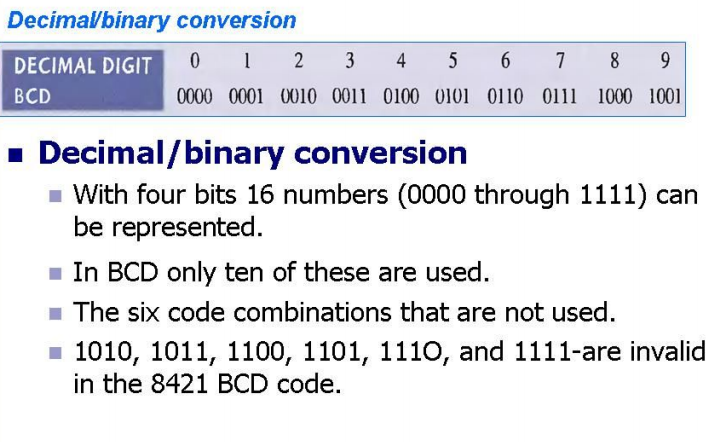 Decimal/binary conversion
DECIMAL DIGIT 0 1 2 3 4 5 6 7 8 9
BCD 0000 0001 0010 0011 0100 0101 0110 0111 1000 1001
Decimal/binary conversion
With four bits 16 numbers (0000 through 1111) can
be represented.
In BCD only ten of these are used.
The six code combinations that are not used.
1010, 1011, 1100, 1101, 111O, and 1111-are invalid
in the 8421 BCD code.